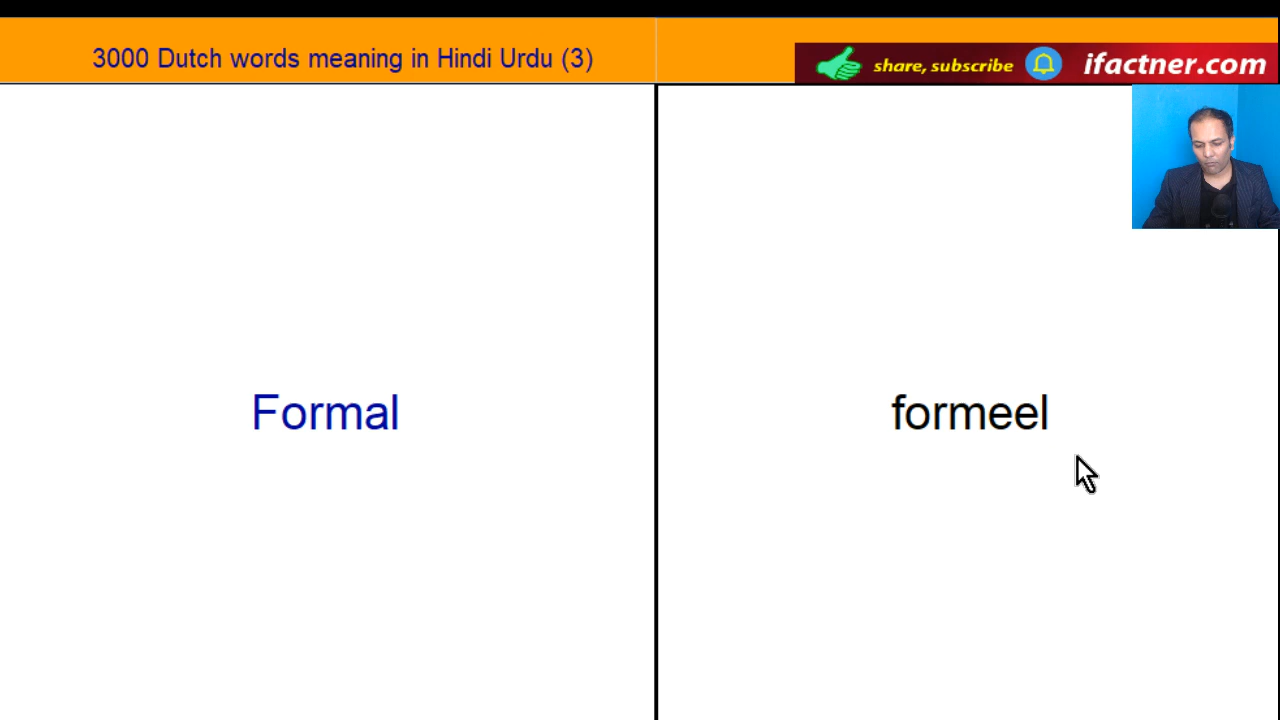 3000 Dutch words meaning in Hindi Urdu (3)
share, subscribe
ifactner.com
Formal
formeel